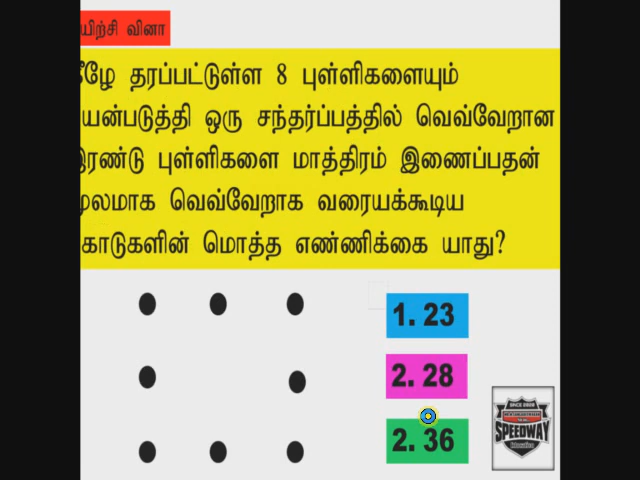 யிற்சி வினா
ழே தரப்பட்டுள்ள 8 புள்ளிகளையும்
யன்படுத்தி ஒரு சந்தர்ப்பத்தில் வெவ்வேறான
இரண்டு புள்ளிகளை மாத்திரம் இணைப்பதன்
மூலமாக வெவ்வேறாக வரையக்கூடிய
காடுகளின் மொத்த எண்ணிக்கை யாது?
1. 23
2. 28
2. 36
SPEEDWAY